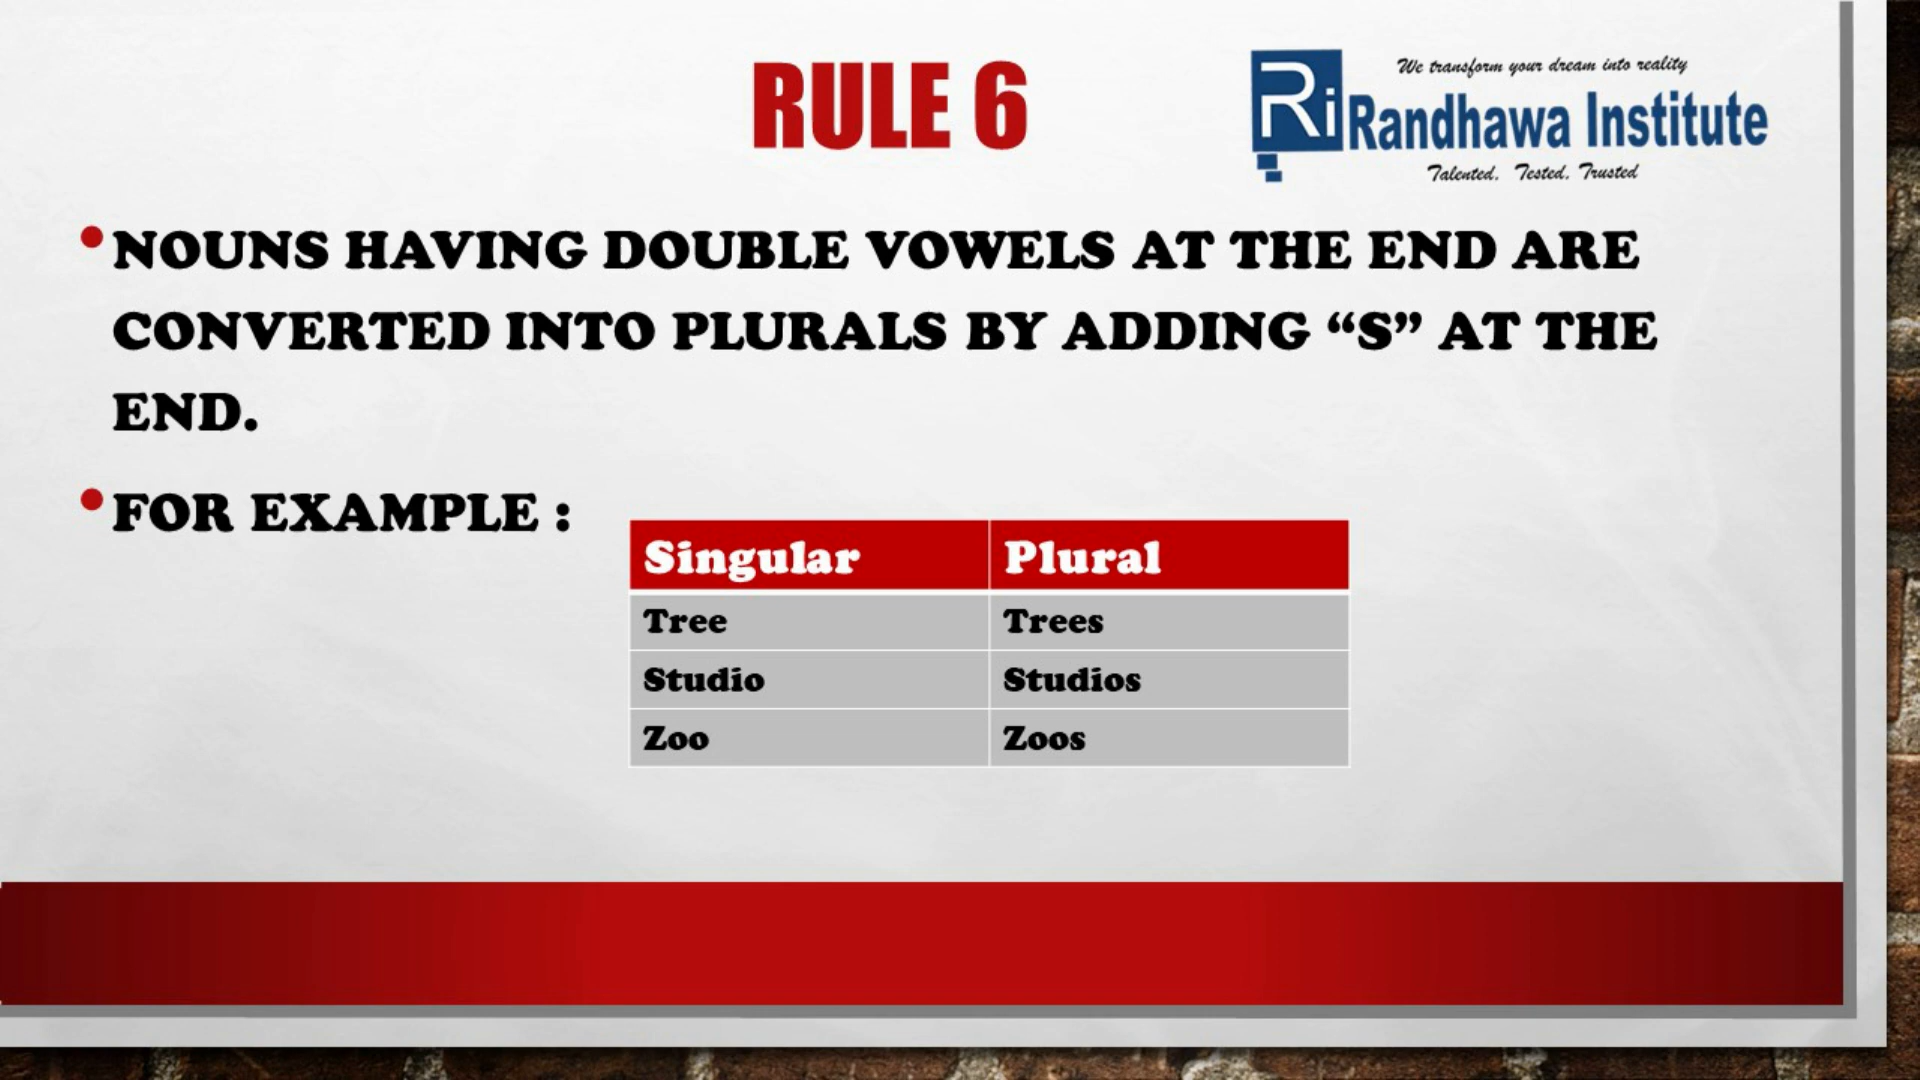 RULE 6
We transform your dream into reality
Ri Randhawa Institute
Talented. Tested. Trusted
•NOUNS HAVING DOUBLE VOWELS AT THE END ARE
CONVERTED INTO PLURALS BY ADDING “S” AT THE
END.
•FOR EXAMPLE :
Singular Plural
Tree Trees
Studio Studios
Zoo Zoos